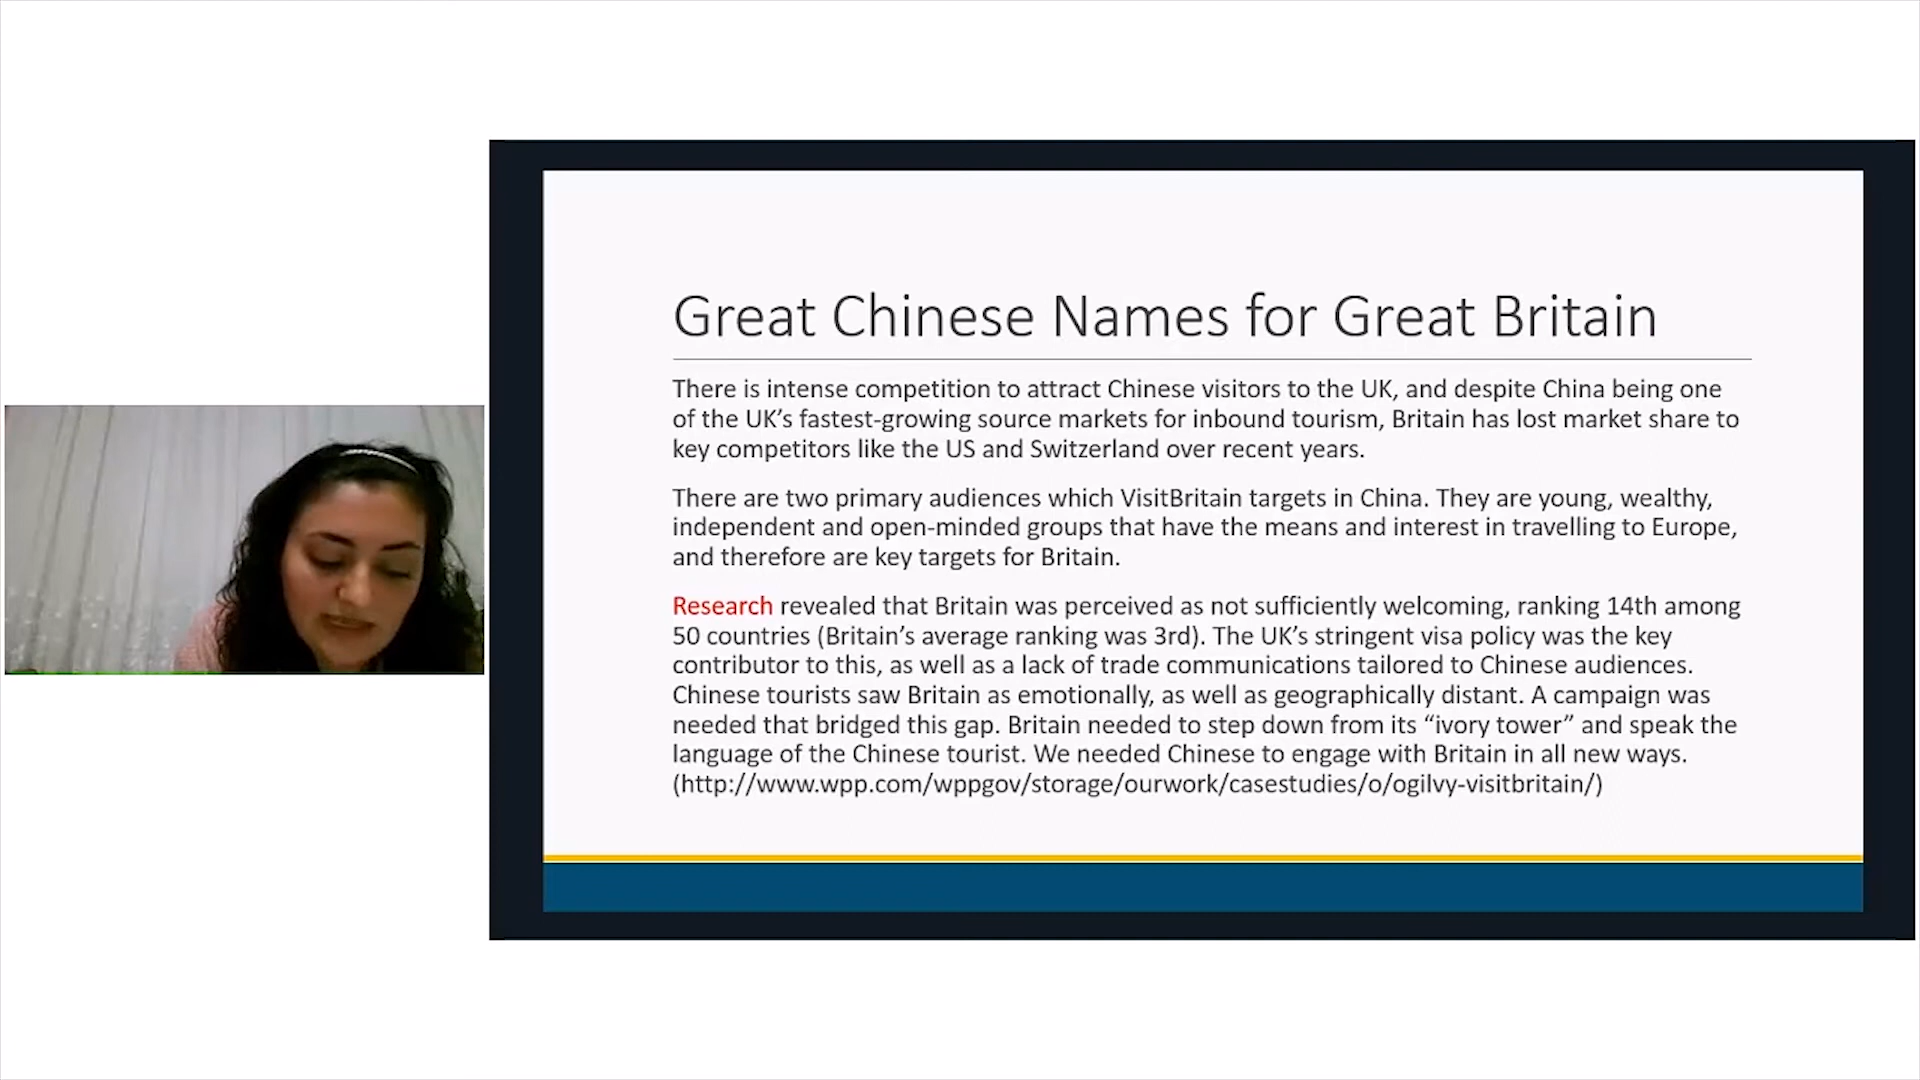 Great Chinese Names for Great Britain
There is intense competition to attract Chinese visitors to the UK, and despite China being one
of the UK’s fastest-growing source markets for inbound tourism, Britain has lost market share to
key competitors like the US and Switzerland over recent years.
There are two primary audiences which VisitBritain targets in China. They are young, wealthy,
independent and open-minded groups that have the means and interest in travelling to Europe,
and therefore are key targets for Britain.
Research revealed that Britain was perceived as not sufficiently welcoming, ranking 14th among
50 countries (Britain’s average ranking was 3rd). The UK’s stringent visa policy was the key
contributor to this, as well as a lack of trade communications tailored to Chinese audiences.
Chinese tourists saw Britain as emotionally, as well as geographically distant. A campaign was
needed that bridged this gap. Britain needed to step down from its “ivory tower” and speak the
language of the Chinese tourist. We needed Chinese to engage with Britain in all new ways.
(http://www.wpp.com/wppgov/storage/ourwork/casestudies/o/ogilvy-visitbritain/)